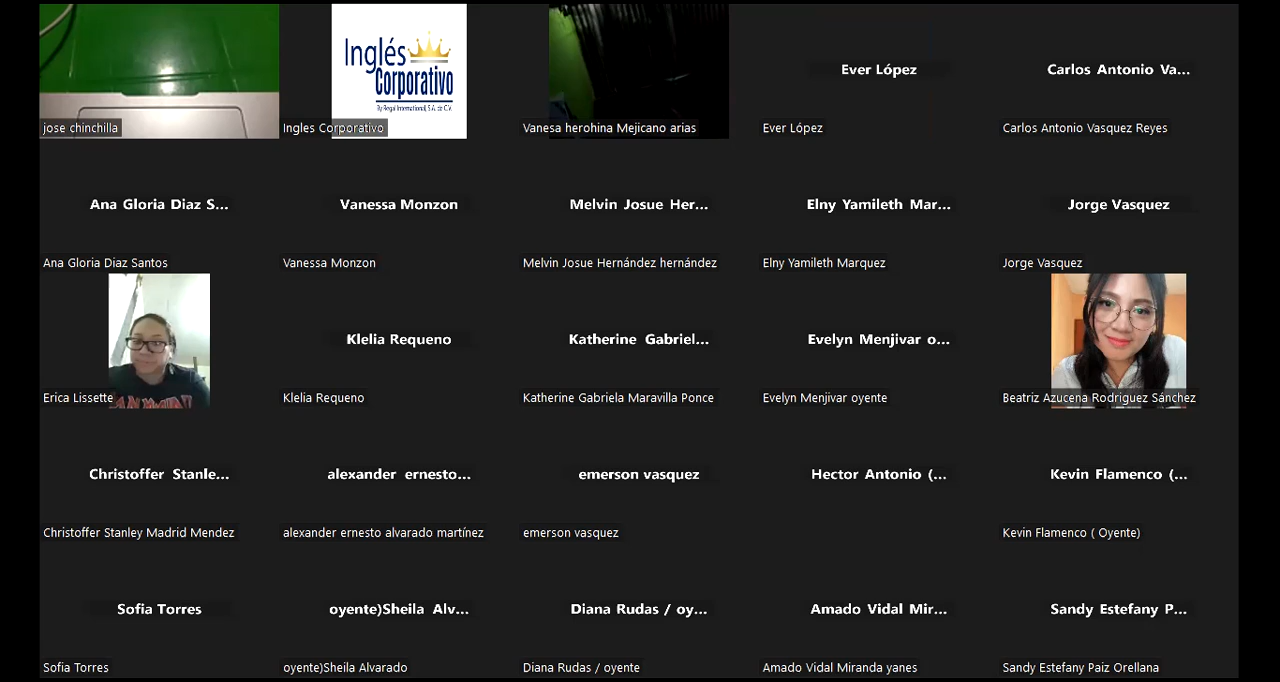 Inglés
Corporativo
By Regal International, S.A. de C.V.
Ever López
Carlos Antonio Va...
jose chinchilla
Ingles Corporativo
Vanesa herohina Mejicano arias
Ever López
Carlos Antonio Vasquez Reyes
Ana Gloria Diaz S...
Vanessa Monzon
Melvin Josue Her...
Elny Yamileth Mar...
Jorge Vasquez
Ana Gloria Diaz Santos
Vanessa Monzon
Melvin Josue Hernández hernández
Elny Yamileth Marquez
Jorge Vasquez
Klelia Requeno
Katherine Gabriel...
Evelyn Menjivar o...
Erica Lissette
Klelia Requeno
Katherine Gabriela Maravilla Ponce
Evelyn Menjivar oyente
Beatriz Azucena Rodriguez Sánchez
Christoffer Stanle...
alexander ernesto...
emerson vasquez
Hector Antonio (...
Kevin Flamenco (...
Christoffer Stanley Madrid Mendez
alexander ernesto alvarado martínez
emerson vasquez
Kevin Flamenco ( Oyente)
Sofia Torres
oyente)Sheila Alv...
Diana Rudas / oy...
Amado Vidal Mir...
Sandy Estefany P...
Sofia Torres
oyente)Sheila Alvarado
Diana Rudas / oyente
Amado Vidal Miranda yanes
Sandy Estefany Paiz Orellana